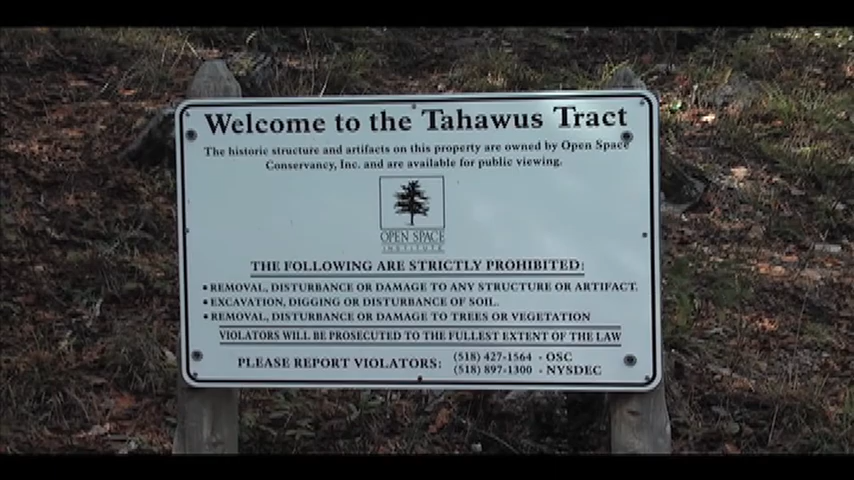 Welcome to the Tahawus Tract
The historic structure and artifacts on this property are owned by Open Space
Conservancy, Inc. and are available for public viewing.
OPEN SPACE
INSTITUTE
THE FOLLOWING ARE STRICTLY PROHIBITED:
• REMOVAL, DISTURBANCE OR DAMAGE TO ANY STRUCTURE OR ARTIFACT.
• EXCAVATION, DIGGING OR DISTURBANCE OF SOIL.
• REMOVAL, DISTURBANCE OR DAMAGE TO TREES OR VEGETATION
VIOLATORS WILL BE PROSECUTED TO THE FULLEST EXTENT OF THE LAW
PLEASE REPORT VIOLATORS: (518) 427-1564 - OSC
(518) 897-1300 - NYSDEC